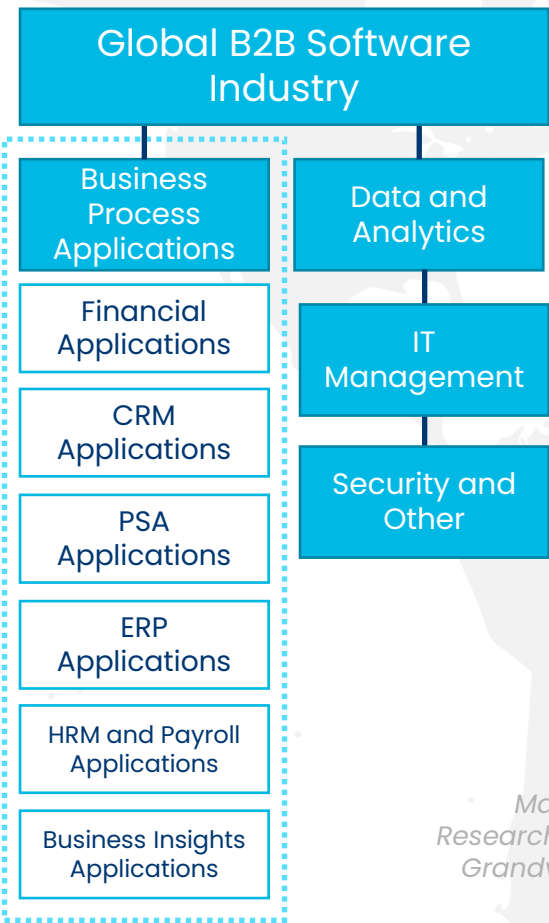 Global B2B Software
Industry
Business
Process
Applications
Financial
Applications
CRM
Applications
PSA
Applications
ERP
Applications
HRM and Payroll
Applications
Business Insights
Applications
Data and
Analytics
IT
Management
Security and
Other
Research